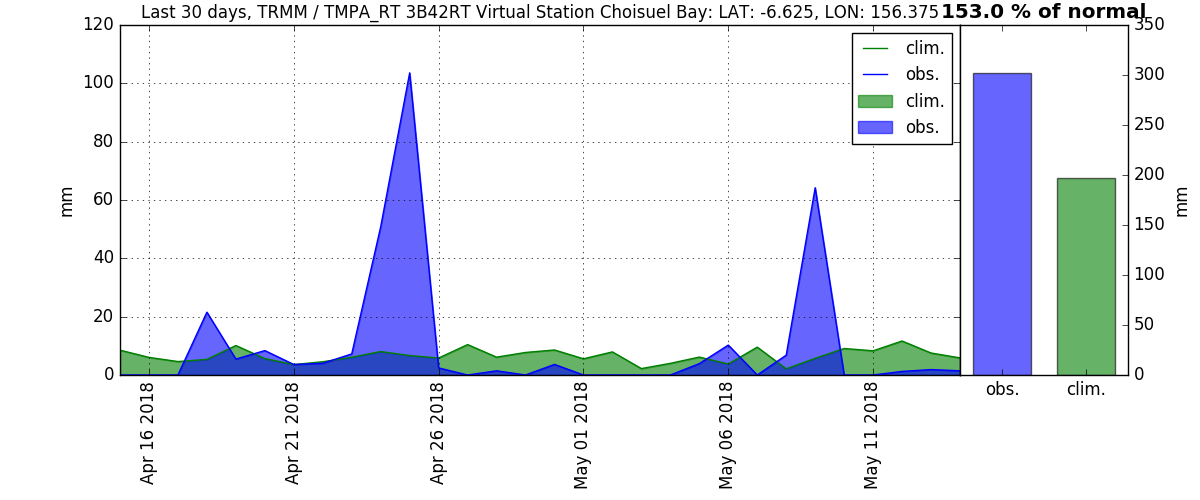 Last 30 days, TRMM / TMPA_RT 3B42RT Virtual Station Choisuel Bay: LAT: -6.625, LON: 156.375 153.0 % of normal
120
100
80
60
40
20
0
mm
clim.
obs.
clim.
obs.
Apr 16 2018
Apr 21 2018
Apr 26 2018
May 01 2018
May 06 2018
May 11 2018
350
300
250
200
150
100
50
0
mm
obs.
clim.